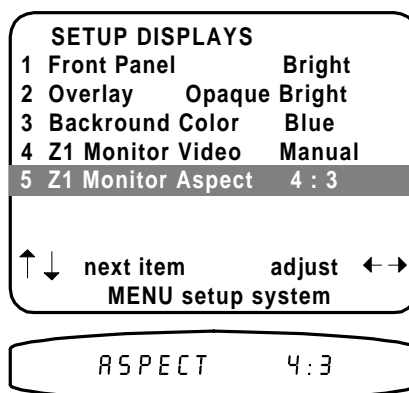 SETUP DISPLAYS
1 Front Panel Bright
2 Overlay Opaque Bright
3 Backround Color Blue
4 Z1 Monitor Video Manual
5 Z1 Monitor Aspect 4 : 3
↑ ↓ next item adjust ← →
MENU setup system
ASPECT 4:3